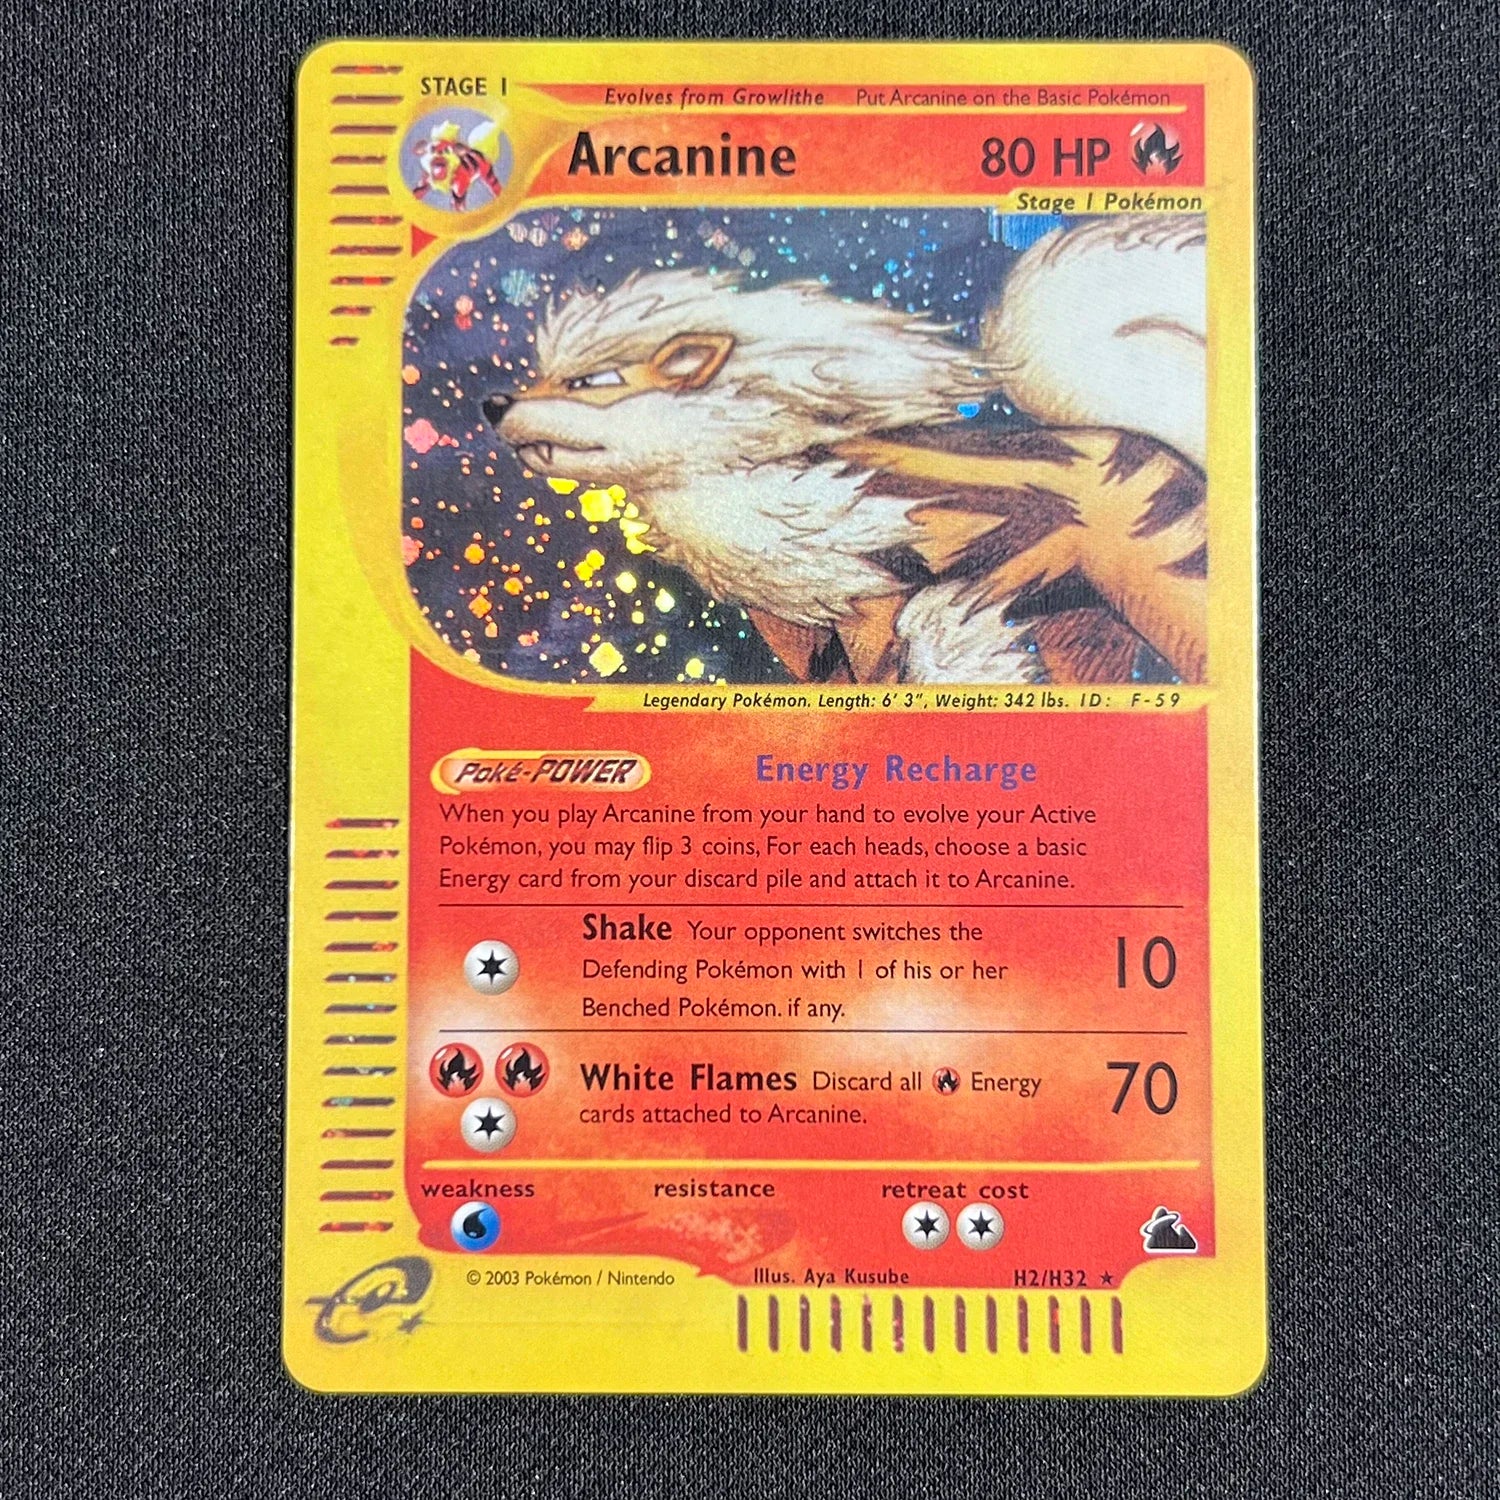 STAGE 1
Evolves from Growlithe Put Arcanine on the Basic Pokémon
Arcanine 80 HP
Stage 1 Pokémon
Legendary Pokémon. Length: 6' 3", Weight: 342 lbs. ID: F-59
Poké-POWER Energy Recharge
When you play Arcanine from your hand to evolve your Active
Pokémon, you may flip 3 coins, For each heads, choose a basic
Energy card from your discard pile and attach it to Arcanine.
Shake Your opponent switches the
Defending Pokémon with 1 of his or her
Benched Pokémon. if any.
10
White Flames Discard all Energy
cards attached to Arcanine.
70
weakness resistance retreat cost
© 2003 Pokémon / Nintendo Illus. Aya Kusube H2/H32 ★
e